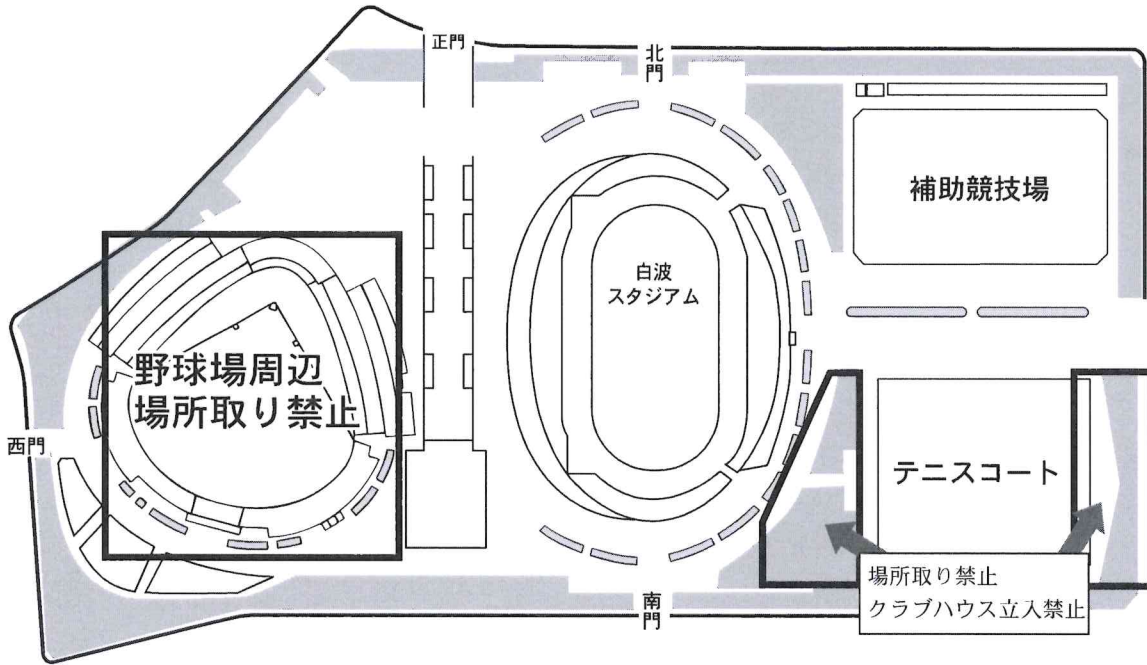 正門
北門
補助競技場
白波
スタジアム
野球場周辺
場所取り禁止
西門
テニスコート
場所取り禁止
クラブハウス立入禁止
南門